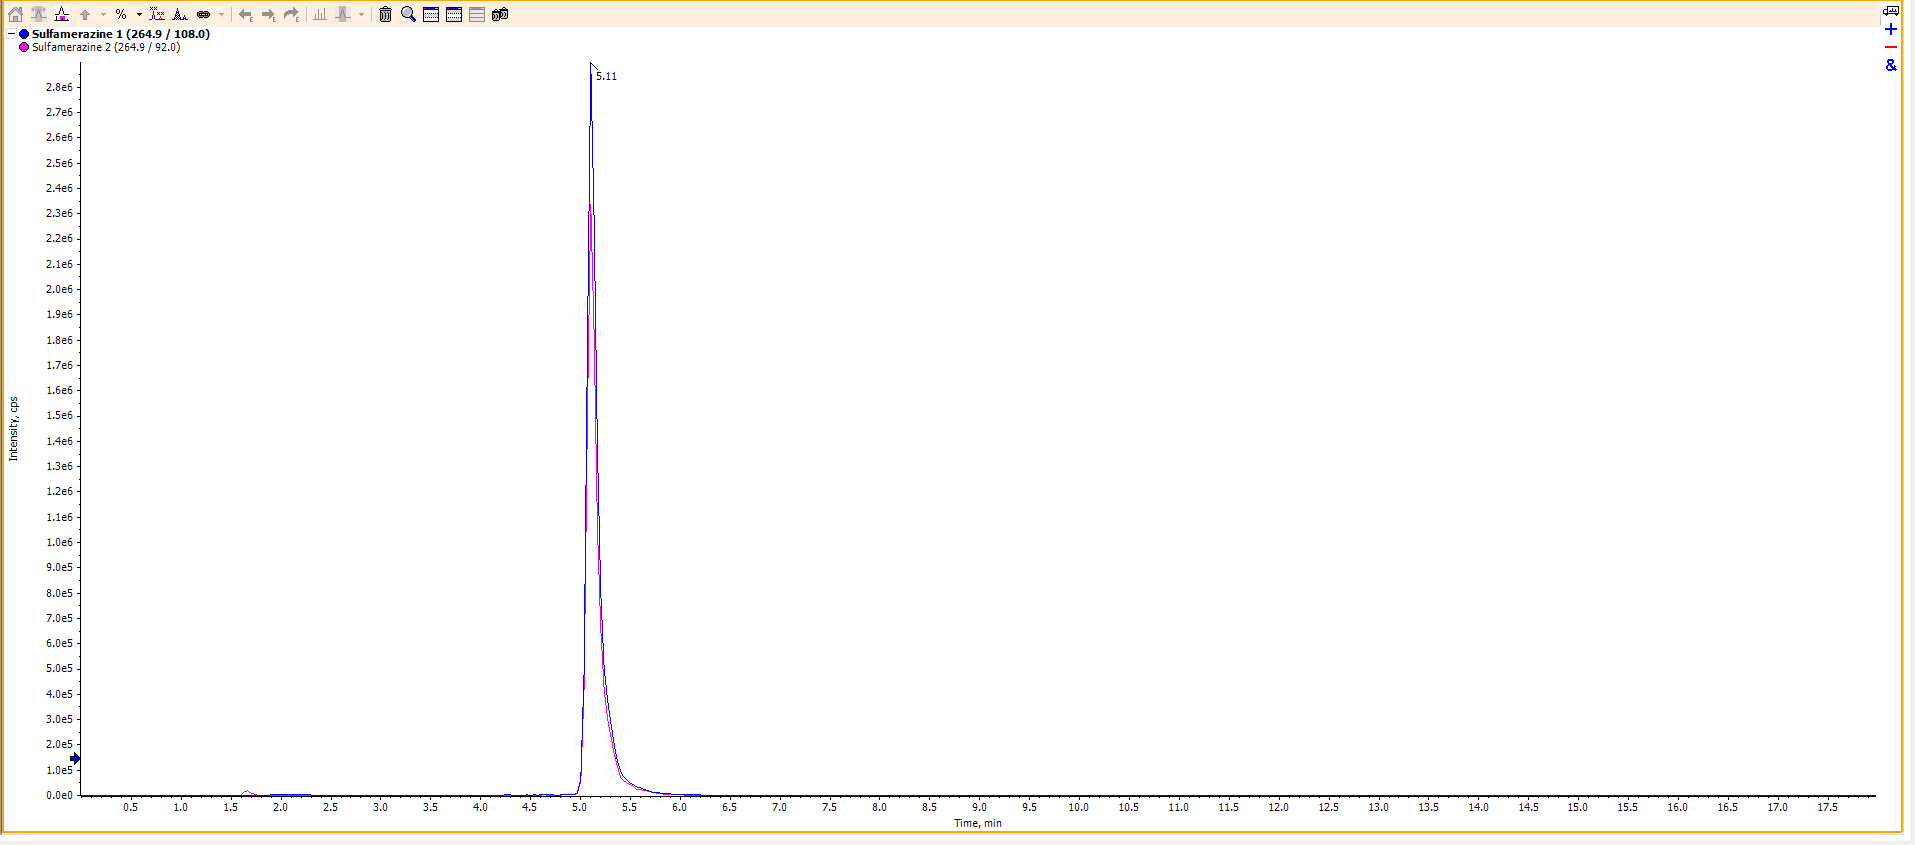 %
Sulfamerazine 1 (264.9 / 108.0)
Sulfamerazine 2 (264.9 / 92.0)
&
5.11
2.8e6
2.7e6
2.6e6
2.5e6
2.4e6
2.3e6
2.2e6
2.1e6
2.0e6
1.9e6
1.8e6
1.7e6
1.6e6
1.5e6
1.4e6
1.3e6
1.2e6
1.1e6
1.0e6
9.0e5
8.0e5
7.0e5
6.0e5
5.0e5
4.0e5
3.0e5
2.0e5
1.0e5
0.0e0
Intensity, cps
0.5 1.0 1.5 2.0 2.5 3.0 3.5 4.0 4.5 5.0 5.5 6.0 6.5 7.0 7.5 8.0 8.5 9.0 9.5 10.0 10.5 11.0 11.5 12.0 12.5 13.0 13.5 14.0 14.5 15.0 15.5 16.0 16.5 17.0 17.5
Time, min